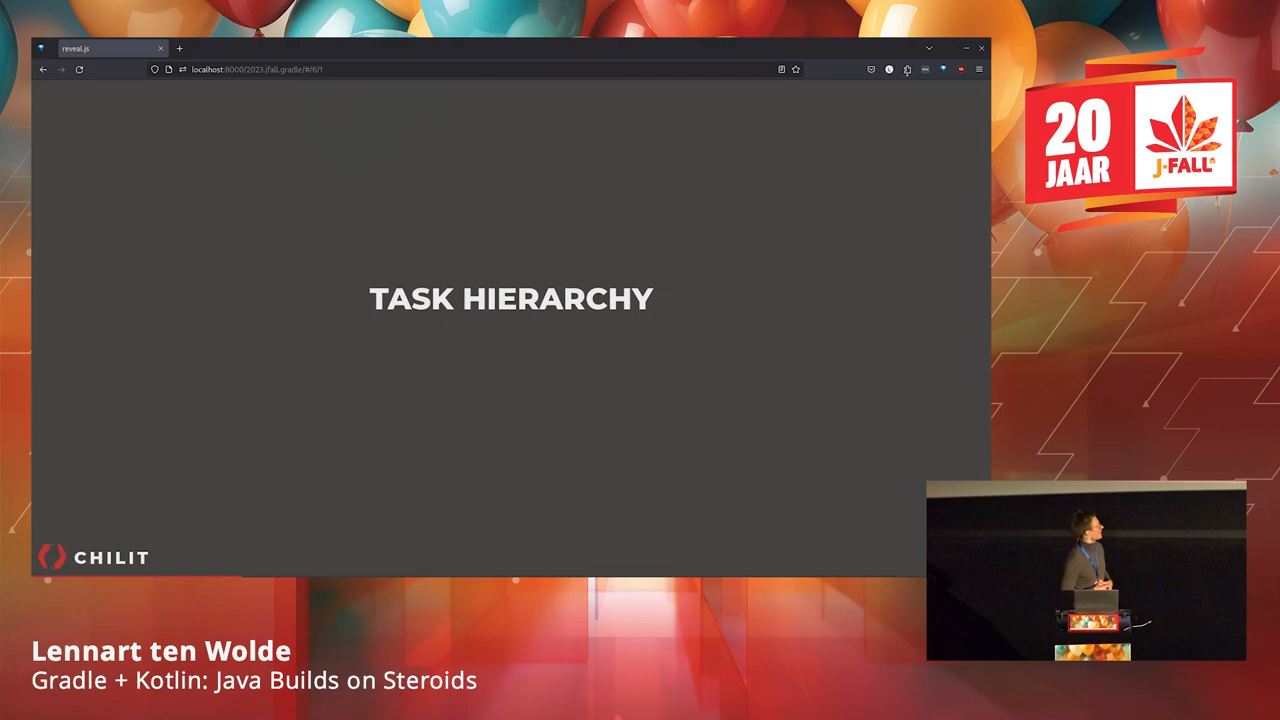 reveal.js
localhost:8000/2023.jfall.gradle/#/6/1
20
JAAR
J-FALL
TASK HIERARCHY
CHILIT
Lennart ten Wolde
Gradle + Kotlin: Java Builds on Steroids